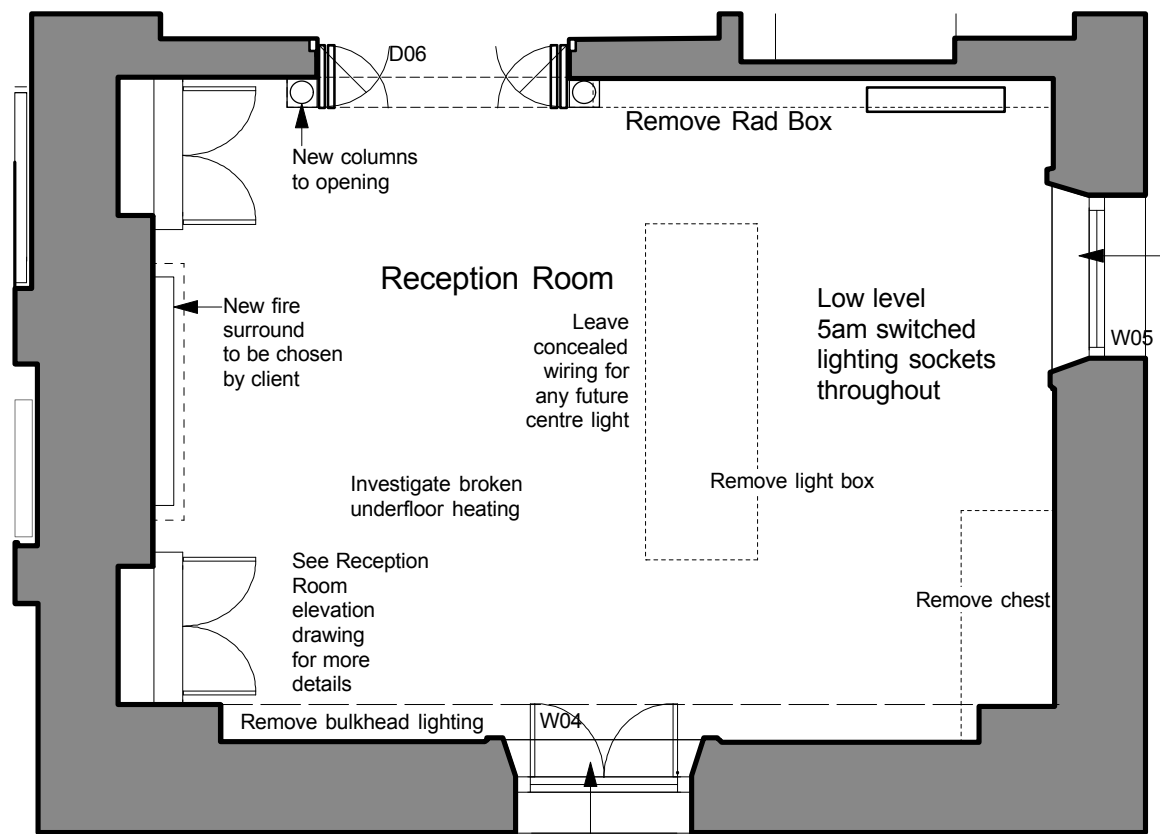 D06
Remove Rad Box
New columns
to opening
Reception Room
New fire
surround
to be chosen
by client
Leave
concealed
wiring for
any future
centre light
Low level
5am switched
lighting sockets
throughout
W05
Investigate broken
underfloor heating
Remove light box
See Reception
Room
elevation
drawing
for more
details
Remove chest
Remove bulkhead lighting
W04